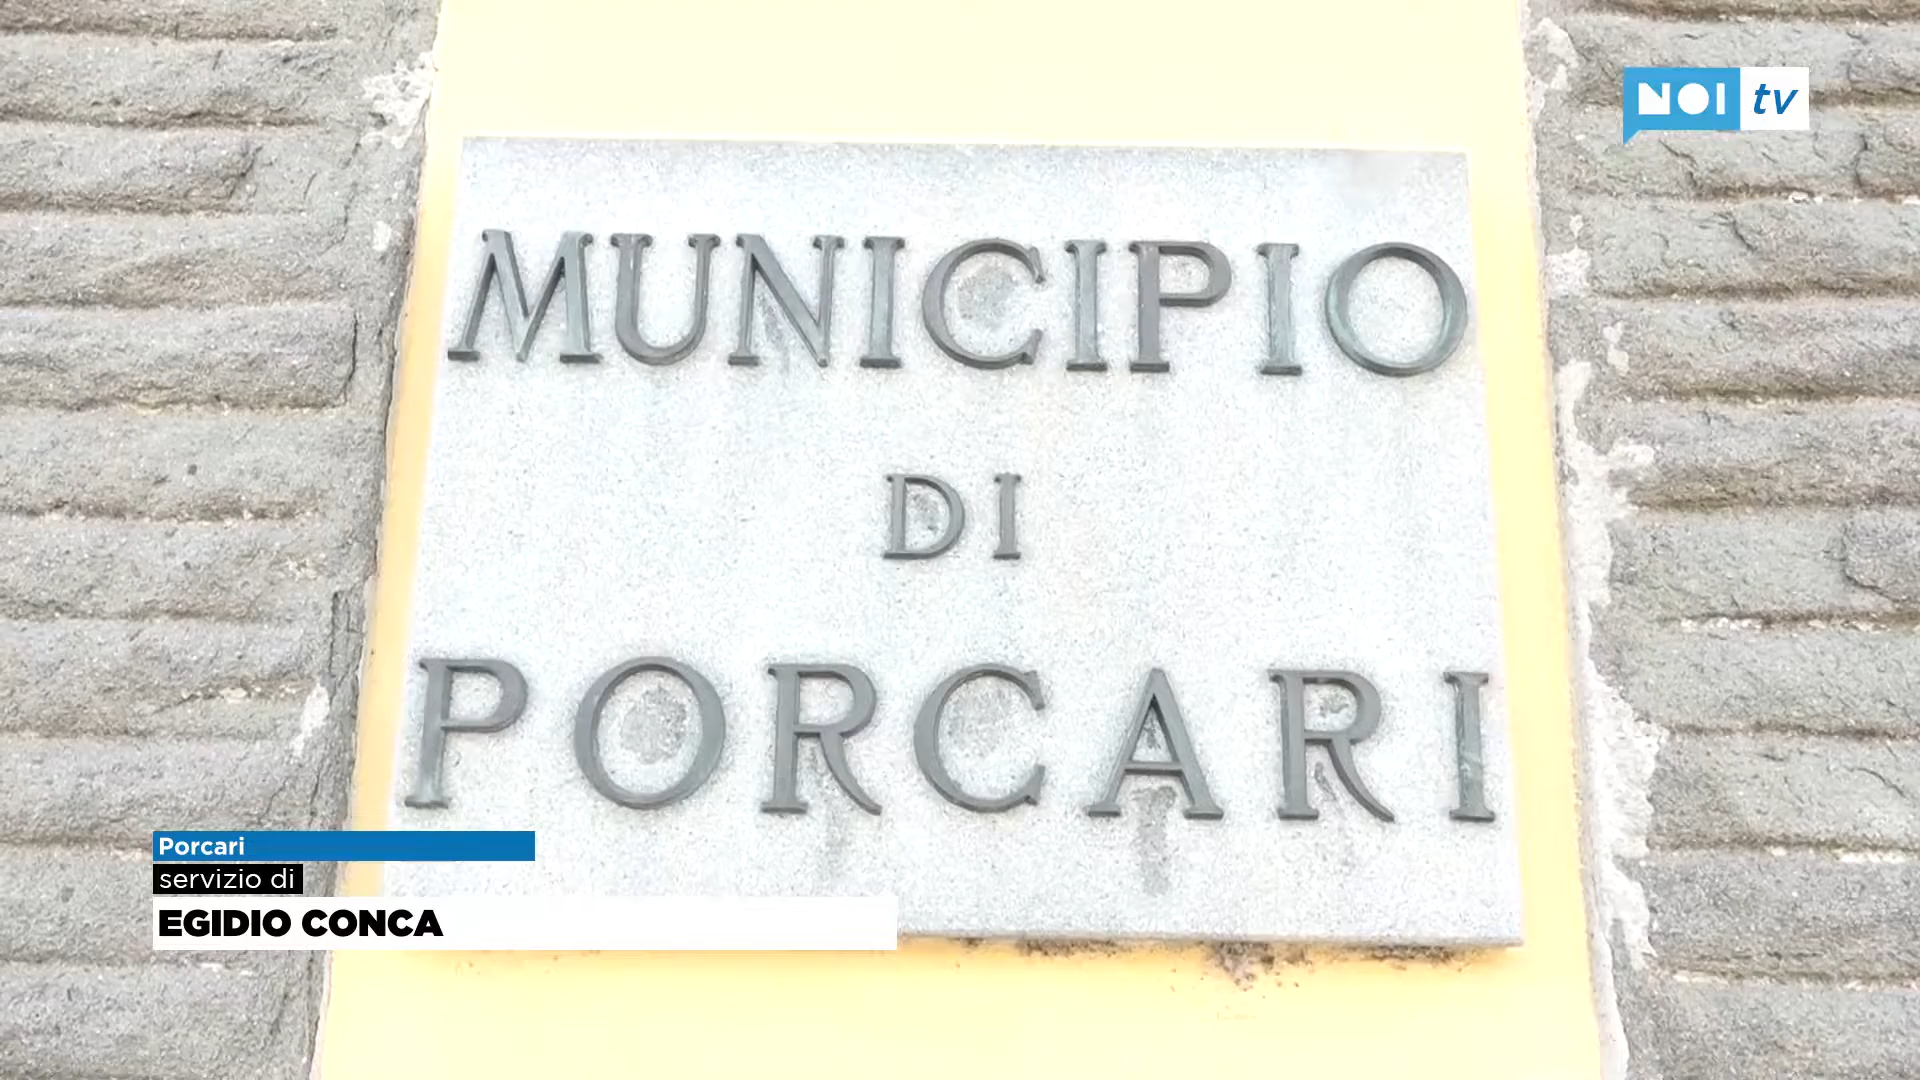 NOI tv
MUNICIPIO
DI
PORCARI
Porcari
servizio di
EGIDIO CONCA